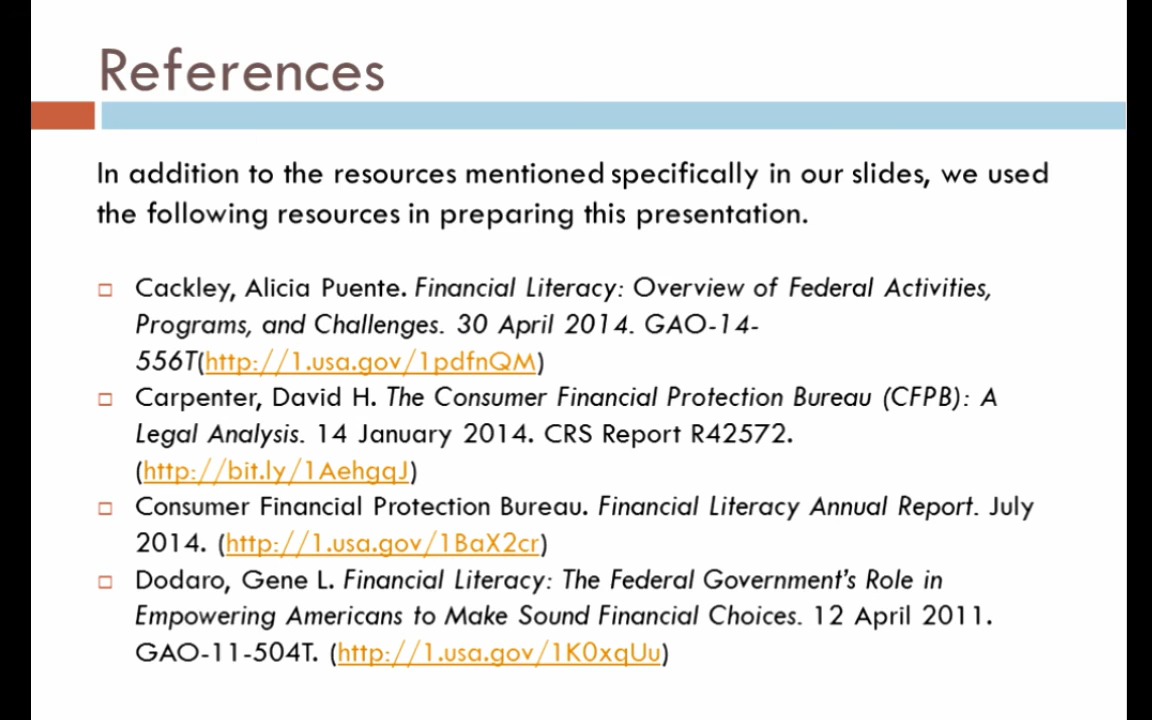 References
In addition to the resources mentioned specifically in our slides, we used
the following resources in preparing this presentation.
Cackley, Alicia Puente. Financial Literacy: Overview of Federal Activities,
Programs, and Challenges. 30 April 2014. GAO-14-
556T(http://1.usa.gov/1pdfnQM)
Carpenter, David H. The Consumer Financial Protection Bureau (CFPB): A
Legal Analysis. 14 January 2014. CRS Report R42572.
(http://bit.ly/1AehgqJ)
Consumer Financial Protection Bureau. Financial Literacy Annual Report. July
2014. (http://1.usa.gov/1BaX2cr)
Dodaro, Gene L. Financial Literacy: The Federal Government's Role in
Empowering Americans to Make Sound Financial Choices. 12 April 2011.
GAO-11-504T. (http://1.usa.gov/1K0xqUu)